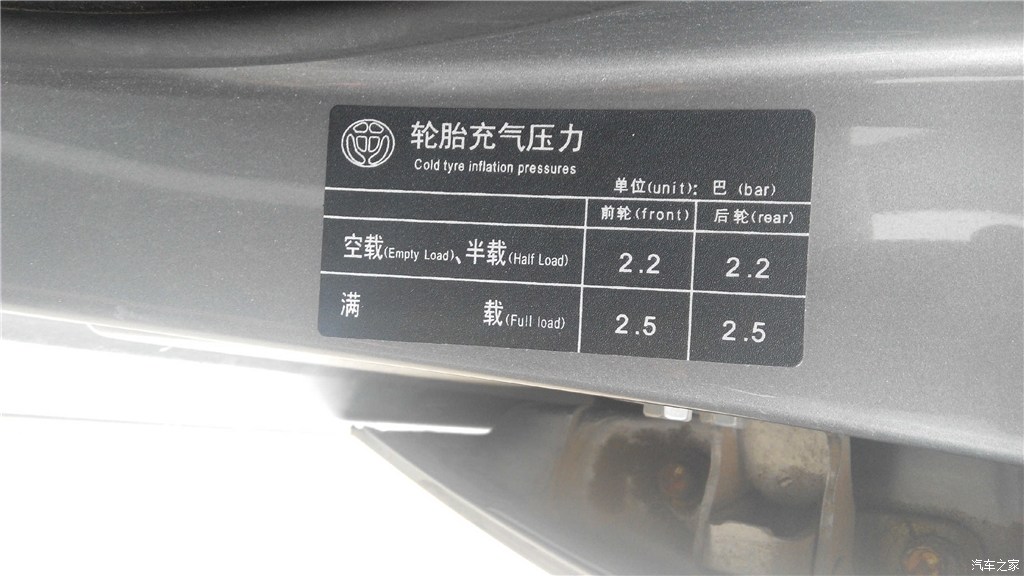 轮胎充气压力
Cold tyre inflation pressures
单位(unit): 巴 (bar)
前轮(front) 后轮(rear)
空载(Empty Load)、半载(Half Load) 2.2 2.2
满 载(Full load) 2.5 2.5
汽车之家